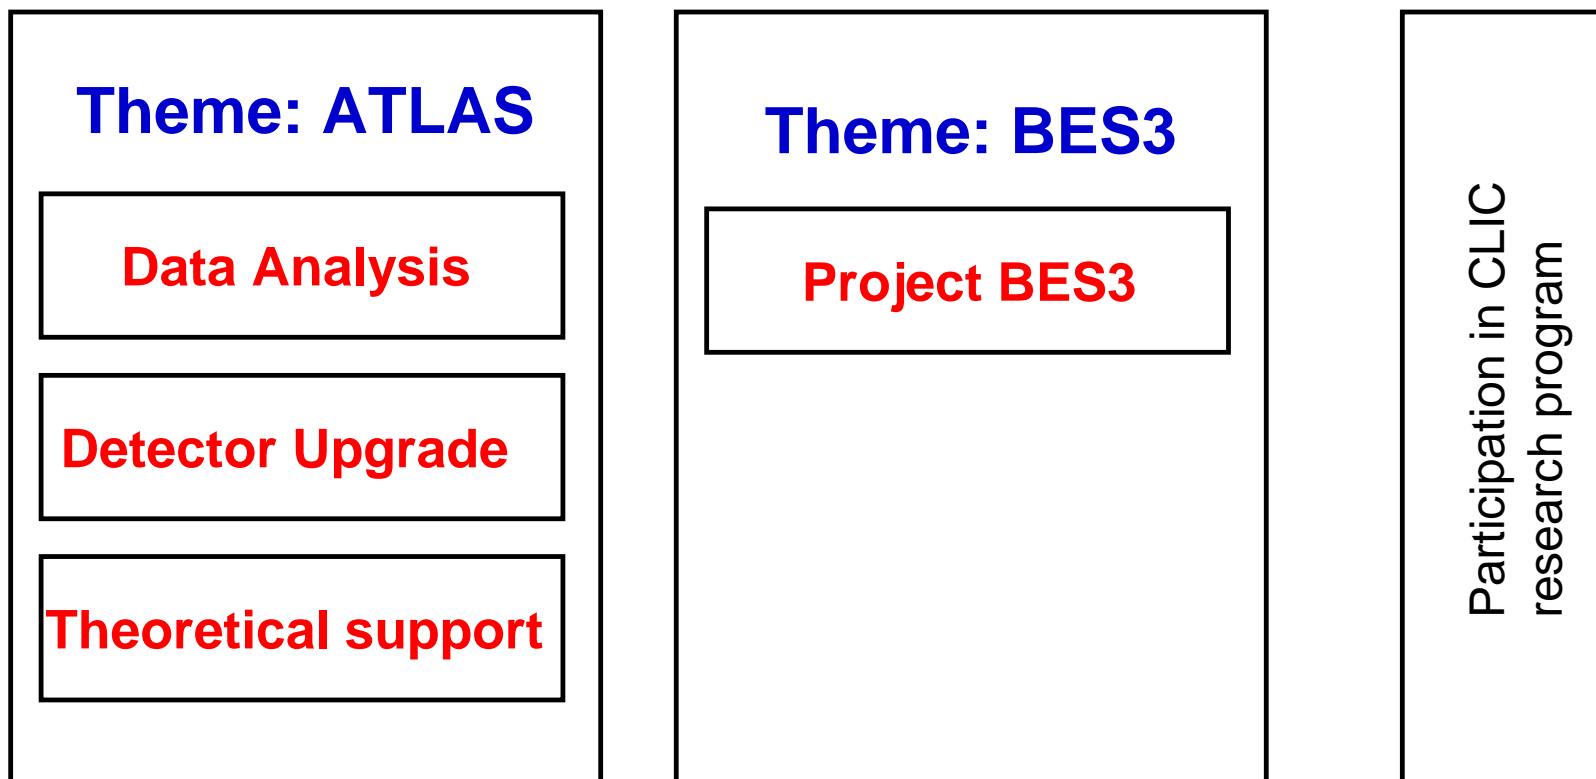 Theme: ATLAS
Data Analysis
Detector Upgrade
Theoretical support
Theme: BES3
Project BES3
Participation in CLIC
research program